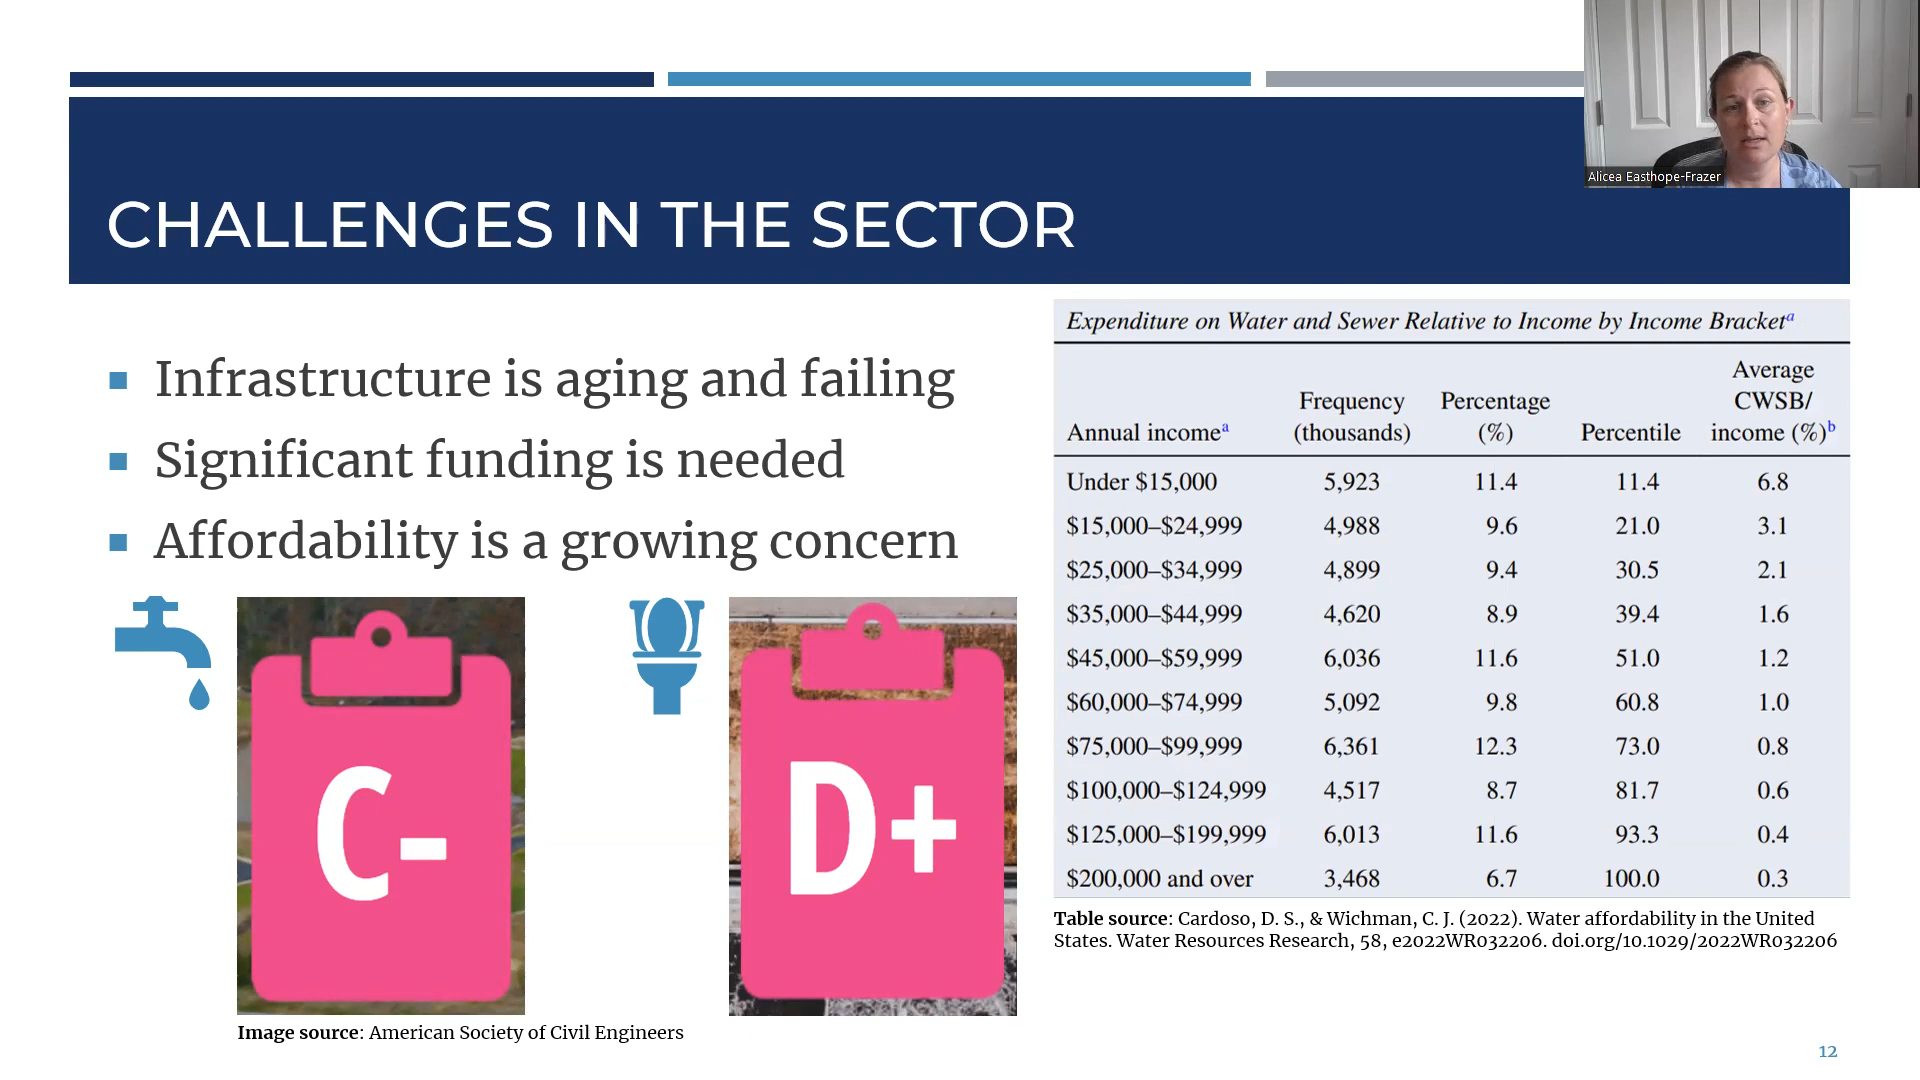 Alicea Easthope-Frazer
CHALLENGES IN THE SECTOR
Infrastructure is aging and failing
Significant funding is needed
Affordability is a growing concern
C-
D+
Image source: American Society of Civil Engineers
Expenditure on Water and Sewer Relative to Income by Income Bracket^a
Annual income^a Frequency (thousands) Percentage (%) Percentile Average CWSB/ income (%)^b
Under $15,000 5,923 11.4 11.4 6.8
$15,000–$24,999 4,988 9.6 21.0 3.1
$25,000–$34,999 4,899 9.4 30.5 2.1
$35,000–$44,999 4,620 8.9 39.4 1.6
$45,000–$59,999 6,036 11.6 51.0 1.2
$60,000–$74,999 5,092 9.8 60.8 1.0
$75,000–$99,999 6,361 12.3 73.0 0.8
$100,000–$124,999 4,517 8.7 81.7 0.6
$125,000–$199,999 6,013 11.6 93.3 0.4
$200,000 and over 3,468 6.7 100.0 0.3
Table source: Cardoso, D. S., & Wichman, C. J. (2022). Water affordability in the United
States. Water Resources Research, 58, e2022WR032206. doi.org/10.1029/2022WR032206
12